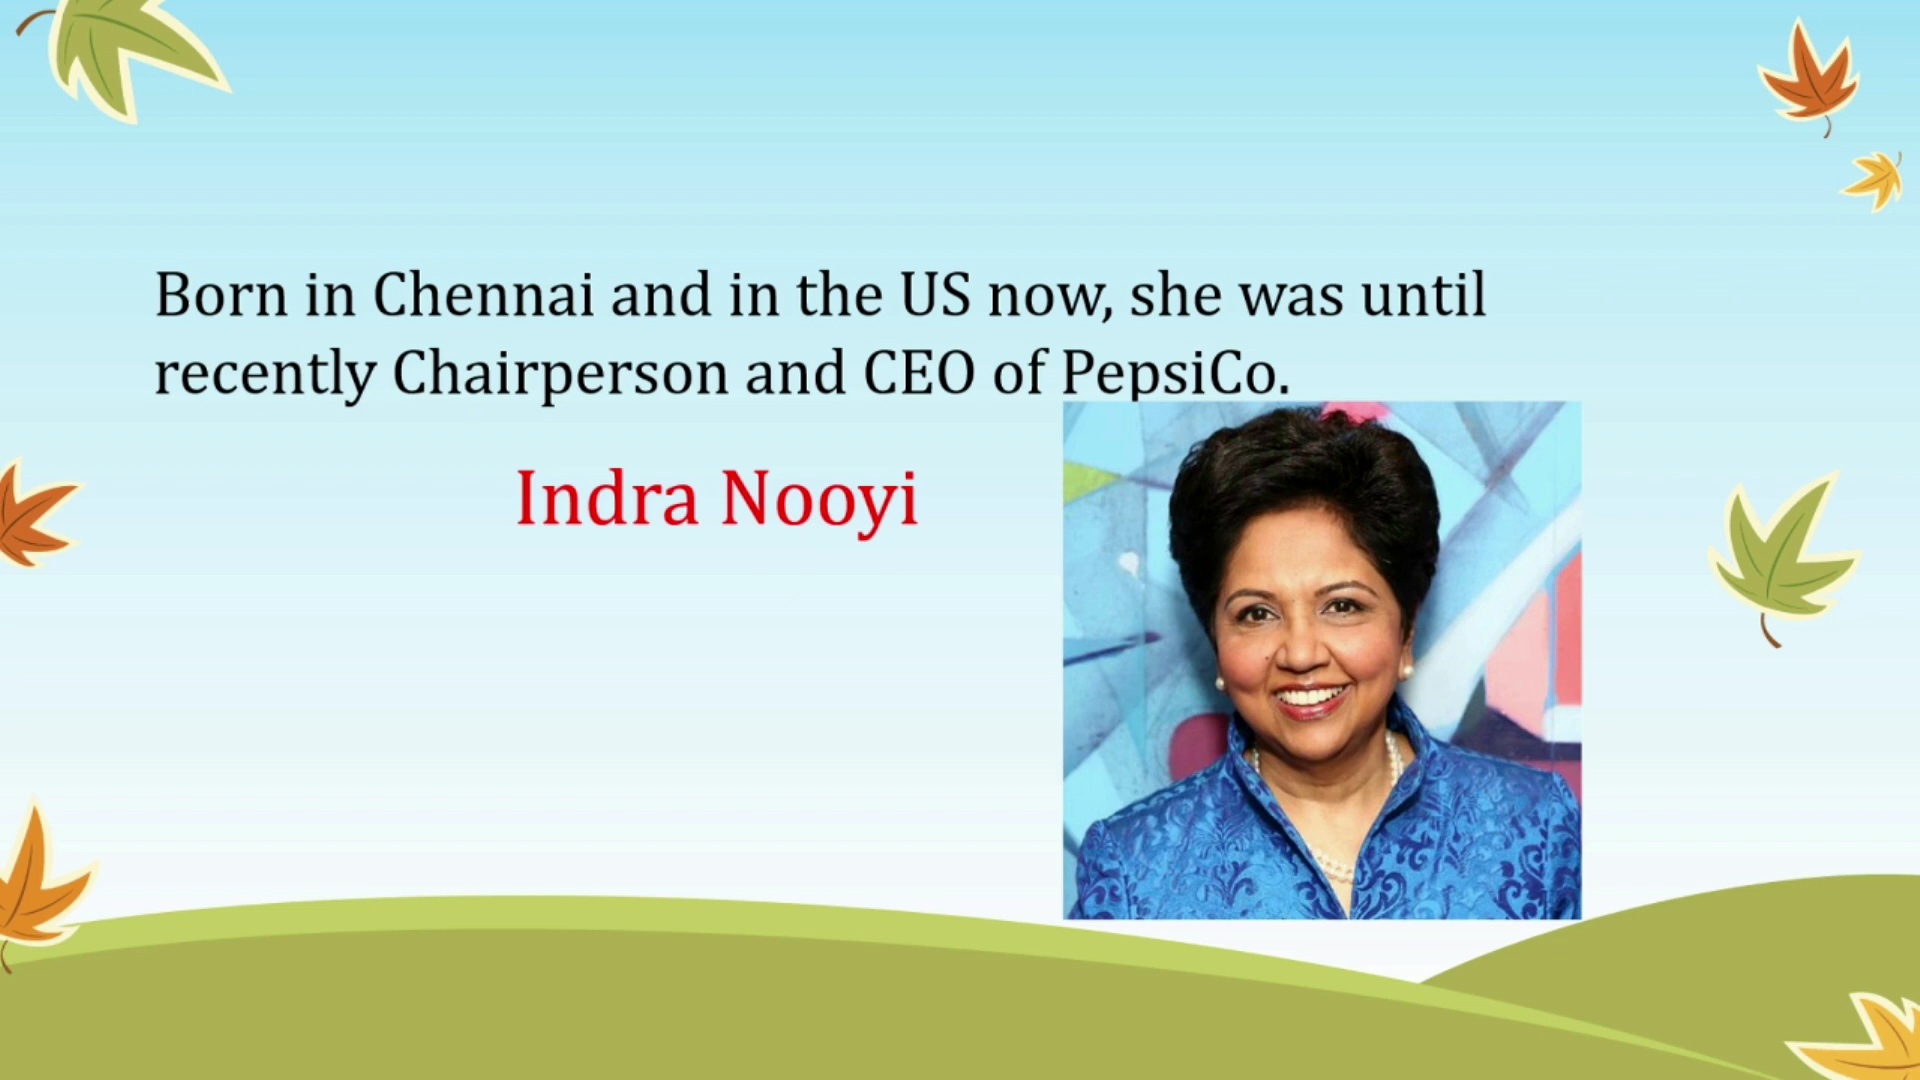 Born in Chennai and in the US now, she was until
recently Chairperson and CEO of PepsiCo.
Indra Nooyi